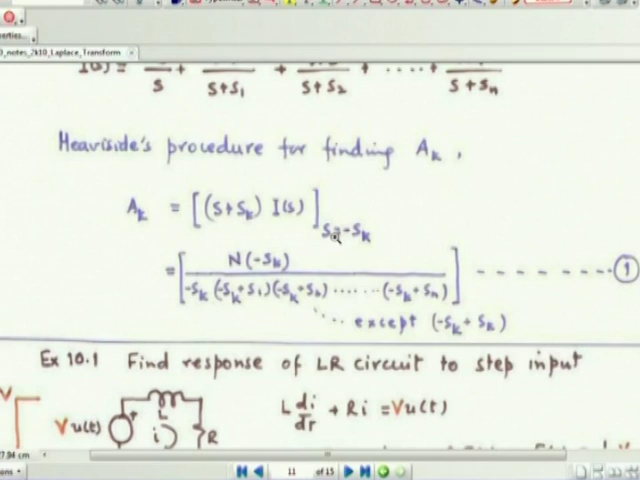 0_notes_2k10_Laplace_Transform
I(s) = — + — + — + .... + —
s s+s₁ s+s₂ s+sₙ
Heaviside's procedure for finding Aₖ,
Aₖ = [(s+sₖ) I(s)] s=-sₖ
= [ N(-sₖ) / -sₖ (-sₖ+s₁)(-sₖ+s₂) ...... (-sₖ+sₙ) ] - - - - - - - ①
..... except (-sₖ+sₖ)
Ex 10.1 Find response of LR circuit to step input
V
Vu(t) + i L R
L di/dt + Ri = Vu(t)
11 of 15